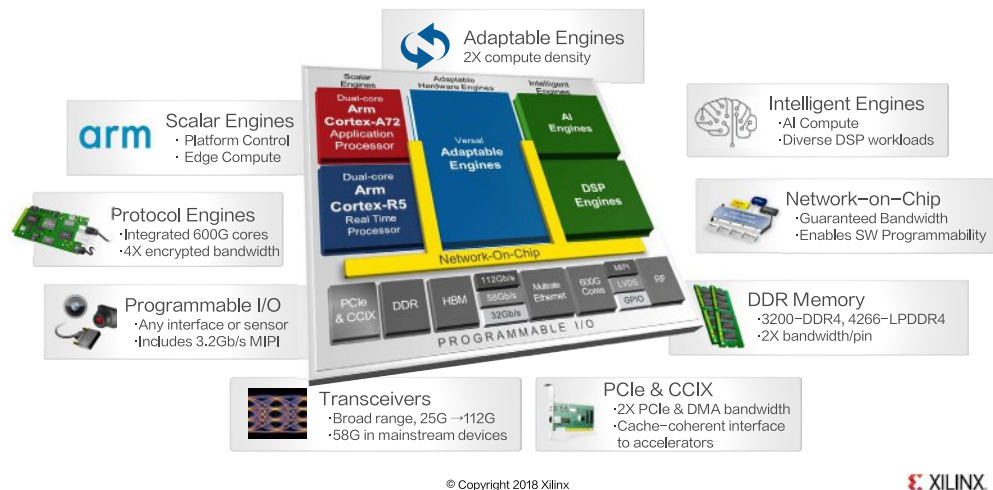 Adaptable Engines
2X compute density
Scalar Engines
· Platform Control
· Edge Compute
arm
Protocol Engines
·Integrated 600G cores
·4X encrypted bandwidth
Programmable I/O
·Any interface or sensor
·Includes 3.2Gb/s MIPI
Scalar
Engines
Adaptable
Hardware Engines
Intelligent
Engines
Dual-core
Arm
Cortex-A72
Application
Processor
Dual-core
Arm
Cortex-R5
Real Time
Processor
Versal
Adaptable
Engines
AI
Engines
DSP
Engines
Network-On-Chip
PCIe
& CCIX
DDR
HBM
112Gb/s
58Gb/s
32Gb/s
Multirate
Ethernet
600G
Cores
MIPI
LVDS
GPIO
RF
PROGRAMMABLE I/O
Intelligent Engines
·AI Compute
·Diverse DSP workloads
Network-on-Chip
·Guaranteed Bandwidth
·Enables SW Programmability
DDR Memory
·3200-DDR4, 4266-LPDDR4
·2X bandwidth/pin
Transceivers
·Broad range, 25G →112G
·58G in mainstream devices
PCIe & CCIX
·2X PCIe & DMA bandwidth
·Cache-coherent interface
to accelerators
© Copyright 2018 Xilinx
XILINX